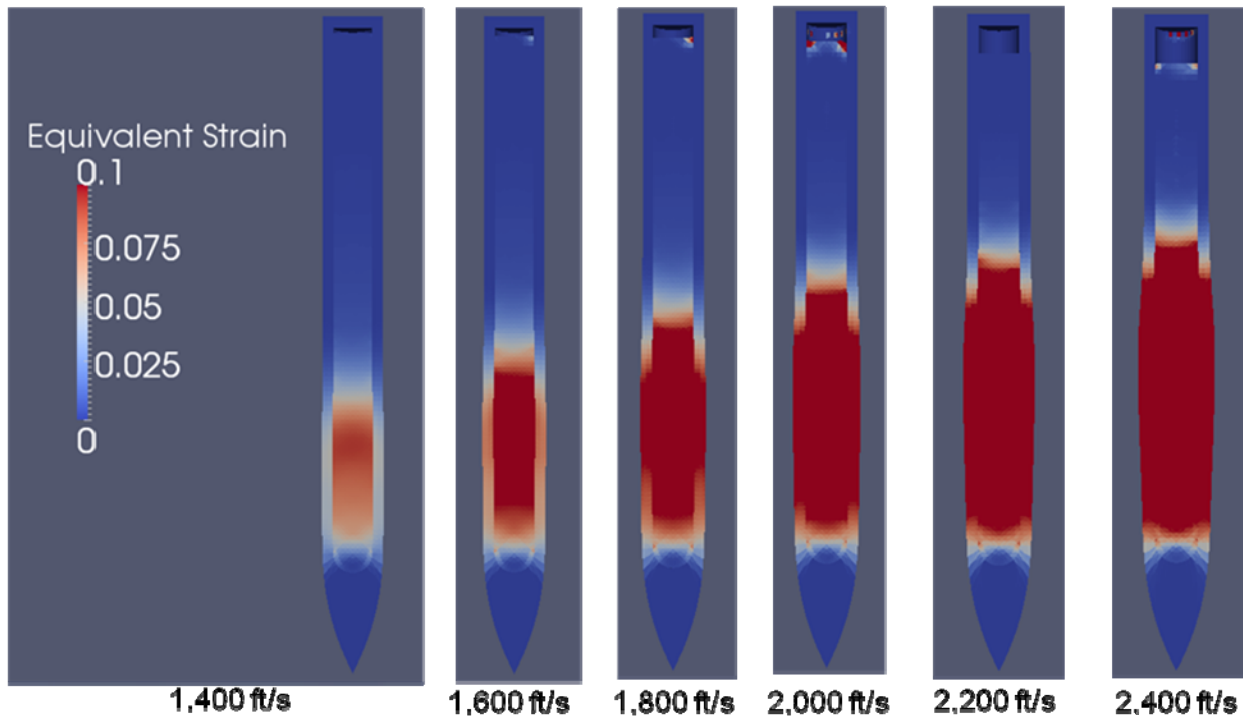 Equivalent Strain
0.1
0.075
0.05
0.025
0
1,400 ft/s
1,600 ft/s
1,800 ft/s
2,000 ft/s
2,200 ft/s
2,400 ft/s